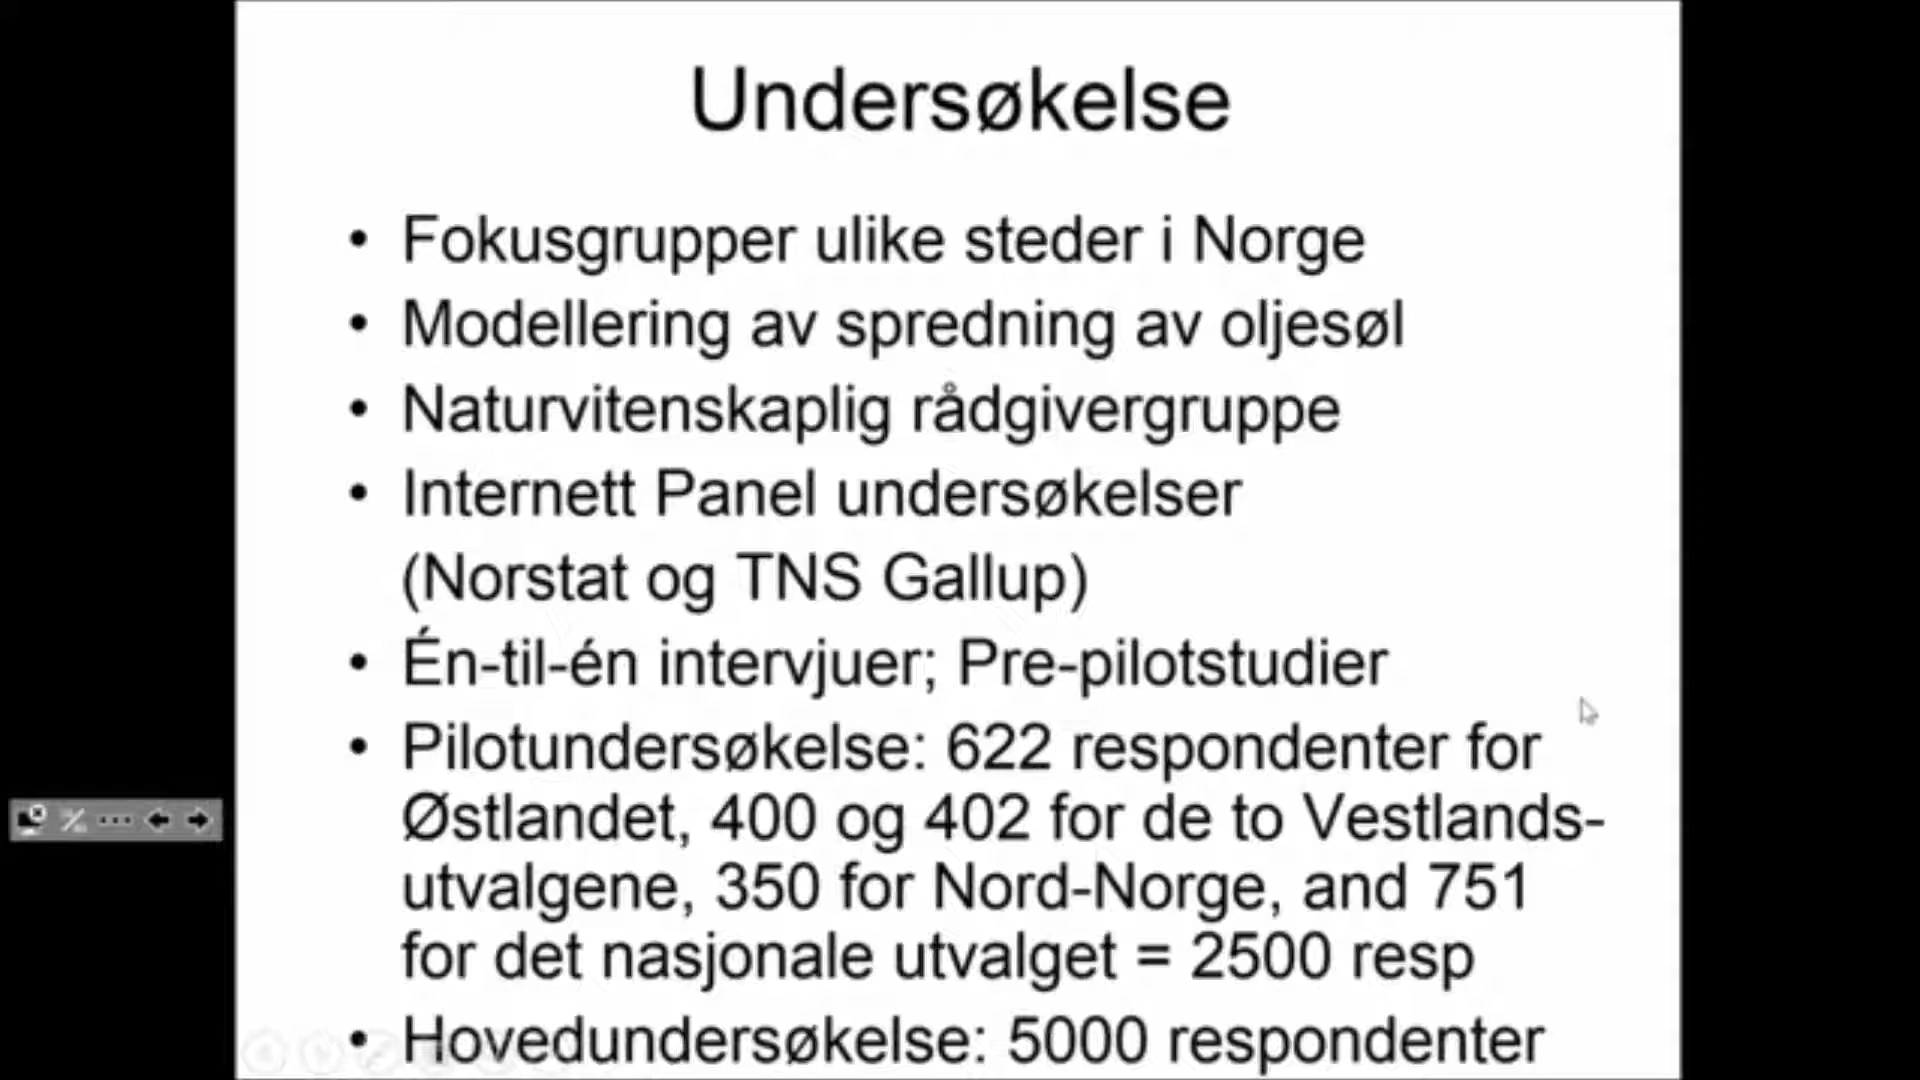 Undersøkelse
• Fokusgrupper ulike steder i Norge
• Modellering av spredning av oljesøl
• Naturvitenskaplig rådgivergruppe
• Internett Panel undersøkelser
(Norstat og TNS Gallup)
• Én-til-én intervjuer; Pre-pilotstudier
• Pilotundersøkelse: 622 respondenter for
Østlandet, 400 og 402 for de to Vestlands-
utvalgene, 350 for Nord-Norge, and 751
for det nasjonale utvalget = 2500 resp
• Hovedundersøkelse: 5000 respondenter